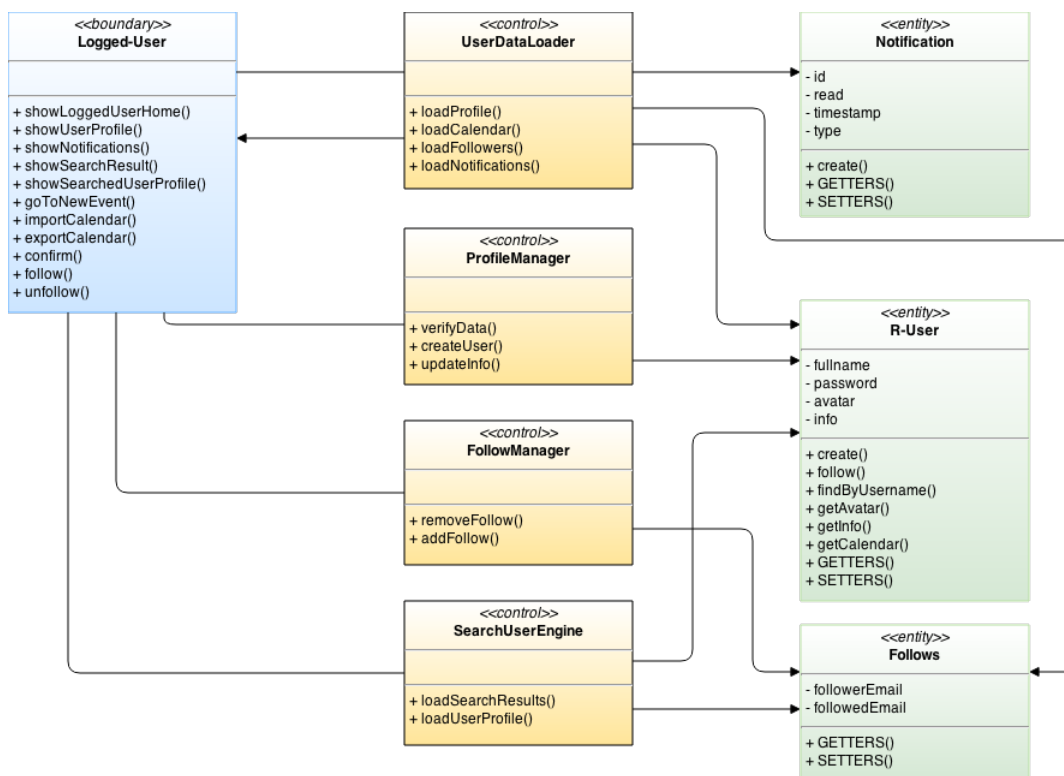 <<boundary>>
Logged-User
+ showLoggedUserHome()
+ showUserProfile()
+ showNotifications()
+ showSearchResult()
+ showSearchedUserProfile()
+ goToNewEvent()
+ importCalendar()
+ exportCalendar()
+ confirm()
+ follow()
+ unfollow()
<<control>>
UserDataLoader
+ loadProfile()
+ loadCalendar()
+ loadFollowers()
+ loadNotifications()
<<control>>
ProfileManager
+ verifyData()
+ createUser()
+ updateInfo()
<<control>>
FollowManager
+ removeFollow()
+ addFollow()
<<control>>
SearchUserEngine
+ loadSearchResults()
+ loadUserProfile()
<<entity>>
Notification
- id
- read
- timestamp
- type
+ create()
+ GETTERS()
+ SETTERS()
<<entity>>
R-User
- fullname
- password
- avatar
- info
+ create()
+ follow()
+ findByUsername()
+ getAvatar()
+ getInfo()
+ getCalendar()
+ GETTERS()
+ SETTERS()
<<entity>>
Follows
- followerEmail
- followedEmail
+ GETTERS()
+ SETTERS()